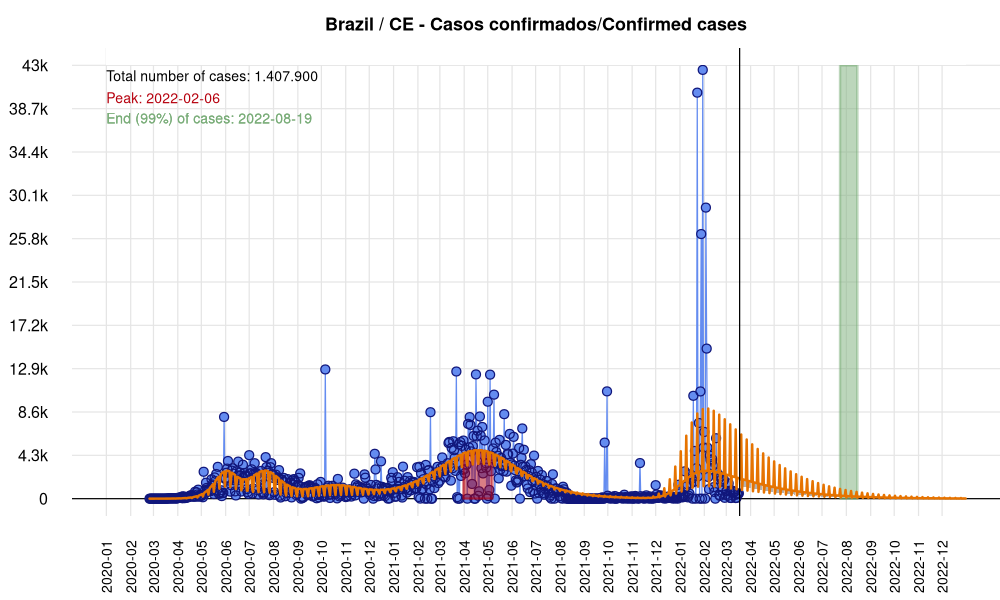 Brazil / CE - Casos confirmados/Confirmed cases
Total number of cases: 1.407.900
Peak: 2022-02-06
End (99%) of cases: 2022-08-19
43k
38.7k
34.4k
30.1k
25.8k
21.5k
17.2k
12.9k
8.6k
4.3k
0
2020-01
2020-02
2020-03
2020-04
2020-05
2020-06
2020-07
2020-08
2020-09
2020-10
2020-11
2020-12
2021-01
2021-02
2021-03
2021-04
2021-05
2021-06
2021-07
2021-08
2021-09
2021-10
2021-11
2021-12
2022-01
2022-02
2022-03
2022-04
2022-05
2022-06
2022-07
2022-08
2022-09
2022-10
2022-11
2022-12